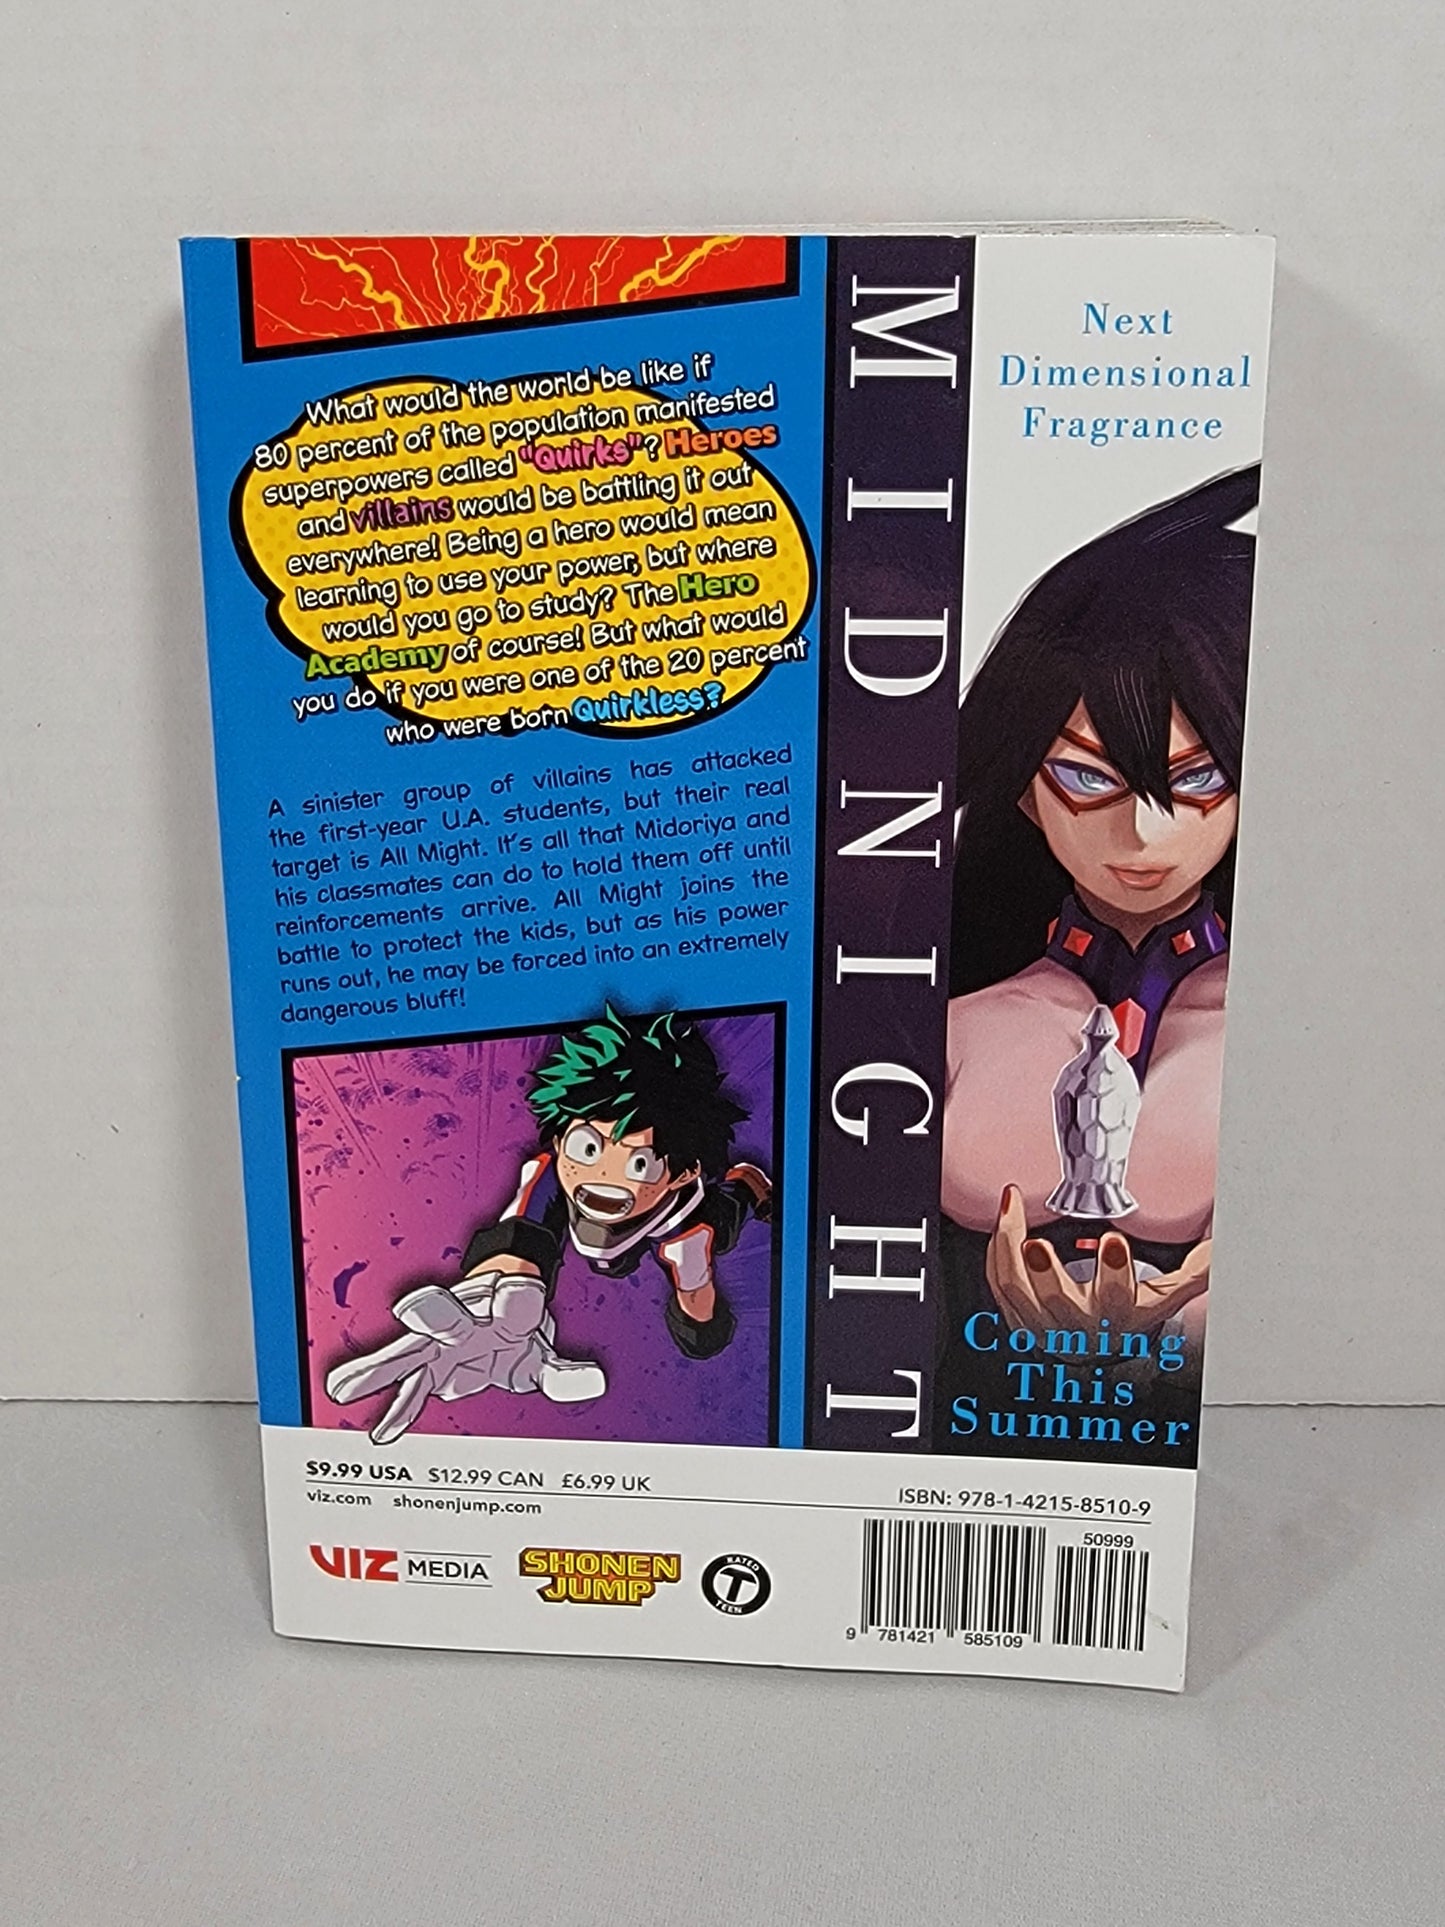 What would the world be like if
80 percent of the population manifested
superpowers called "Quirks"? Heroes
and villains would be battling it out
everywhere! Being a hero would mean
learning to use your power, but where
would you go to study? The Hero
Academy of course! But what would
you do if you were one of the 20 percent
who were born Quirkless?
A sinister group of villains has attacked
the first-year U.A. students, but their real
target is All Might. It's all that Midoriya and
his classmates can do to hold them off until
reinforcements arrive. All Might joins the
battle to protect the kids, but as his power
runs out, he may be forced into an extremely
dangerous bluff!
MIDNIGHT
Next
Dimensional
Fragrance
Coming
This
Summer
$9.99 USA $12.99 CAN £6.99 UK
viz.com shonenjump.com
VIZ MEDIA
SHONEN
JUMP
RATED
T
TEEN
ISBN: 978-1-4215-8510-9
50999
9 781421 585109